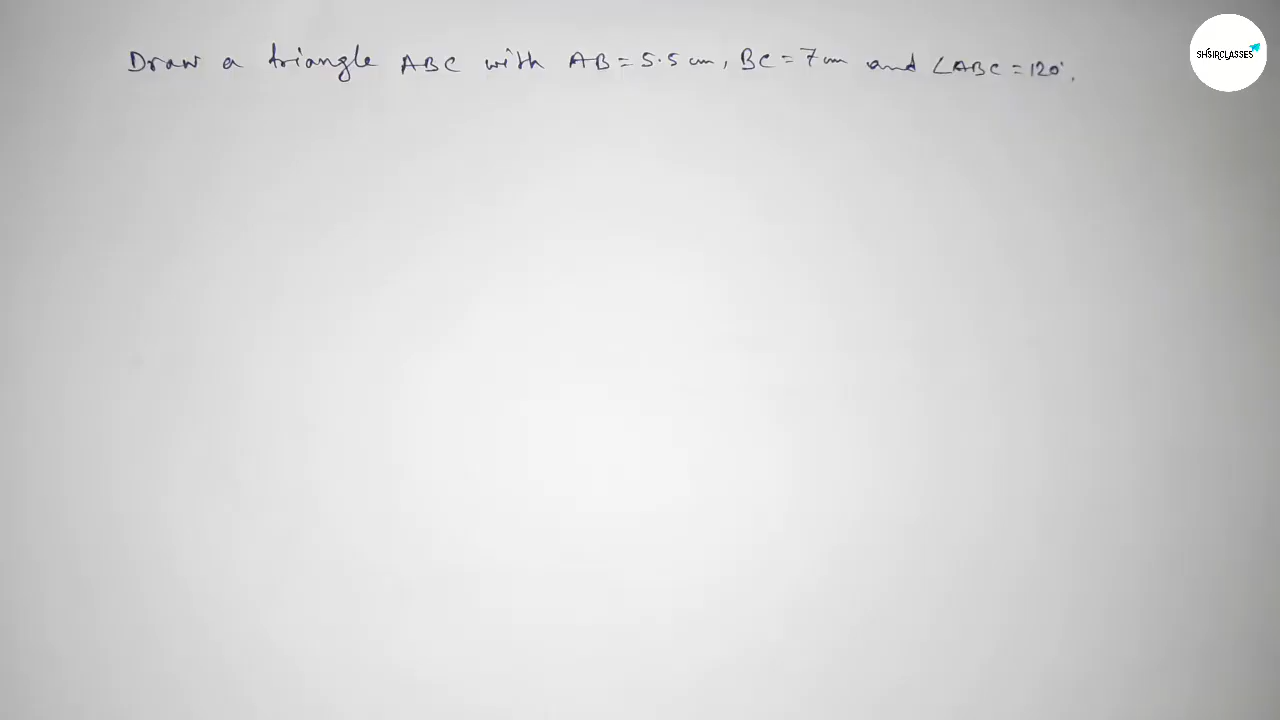 Draw a triangle ABC with AB = 5.5 cm, BC = 7 cm and ∠ABC = 120°.
SHSIRCLASSES